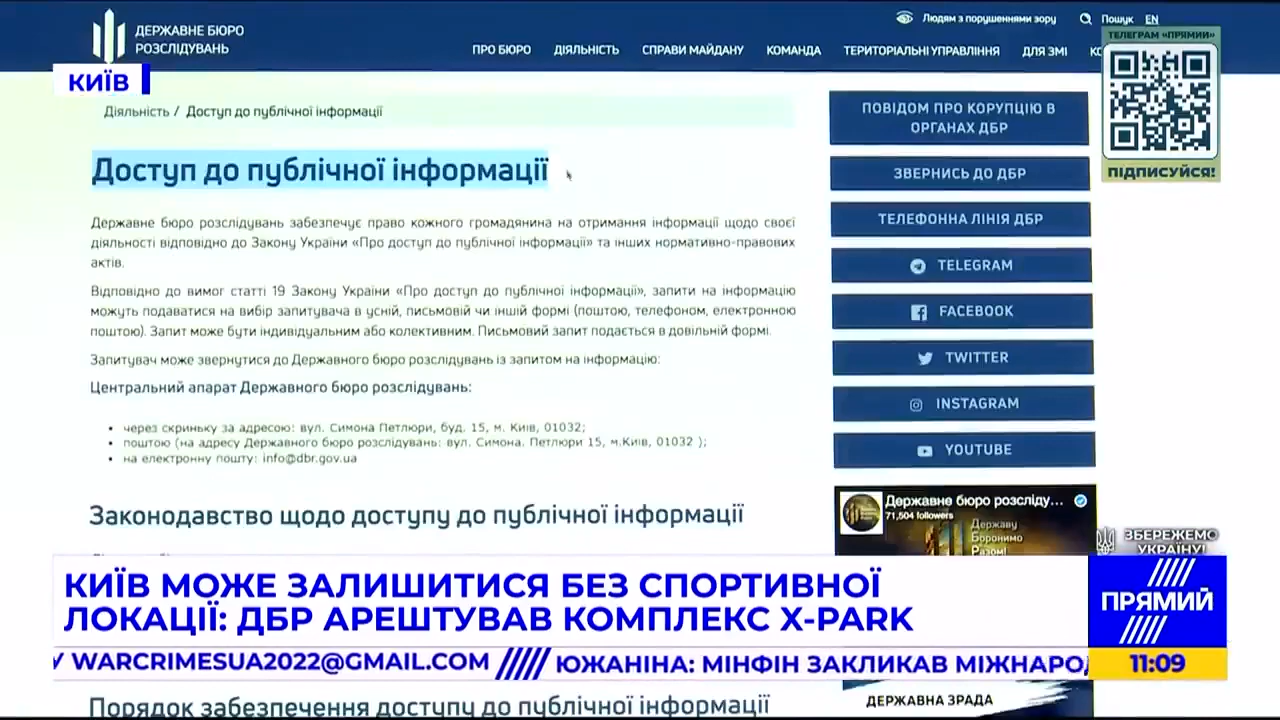 ДЕРЖАВНЕ БЮРО
РОЗСЛІДУВАНЬ
Людям з порушеннями зору
Пошук
EN
ПРО БЮРО
ДІЯЛЬНІСТЬ
СПРАВИ МАЙДАНУ
КОМАНДА
ТЕРИТОРІАЛЬНІ УПРАВЛІННЯ
ДЛЯ ЗМІ
ТЕЛЕГРАМ «ПРЯМИЙ»
ПІДПИСУЙСЯ!
КИЇВ
Діяльність / Доступ до публічної інформації
Доступ до публічної інформації
Державне бюро розслідувань забезпечує право кожного громадянина на отримання інформації щодо своєї
діяльності відповідно до Закону України «Про доступ до публічної інформації» та інших нормативно-правових
актів.
Відповідно до вимог статті 19 Закону України «Про доступ до публічної інформації», запити на інформацію
можуть подаватися на вибір запитувача в усній, письмовій чи іншій формі (поштою, телефоном, електронною
поштою). Запит може бути індивідуальним або колективним. Письмовий запит подається в довільній формі.
Запитувач може звернутися до Державного бюро розслідувань із запитом на інформацію:
Центральний апарат Державного бюро розслідувань:
• через скриньку за адресою: вул. Симона Петлюри, буд. 15, м. Київ, 01032;
• поштою (на адресу Державного бюро розслідувань: вул. Симона. Петлюри 15, м.Київ, 01032 );
• на електронну пошту: info@dbr.gov.ua
Законодавство щодо доступу до публічної інформації
ПОВІДОМ ПРО КОРУПЦІЮ В
ОРГАНАХ ДБР
ЗВЕРНИСЬ ДО ДБР
ТЕЛЕФОННА ЛІНІЯ ДБР
TELEGRAM
FACEBOOK
TWITTER
INSTAGRAM
YOUTUBE
Державне бюро розсліду...
71,504 followers
Державу
Боронимо
Разом!
ЗБЕРЕЖЕМО
УКРАЇНУ!
КИЇВ МОЖЕ ЗАЛИШИТИСЯ БЕЗ СПОРТИВНОЇ
ЛОКАЦІЇ: ДБР АРЕШТУВАВ КОМПЛЕКС X-PARK
ПРЯМИЙ
У WARCRIMESUA2022@GMAIL.COM //// ЮЖАНІНА: МІНФІН ЗАКЛИКАВ МІЖНАРОД
11:09
Порядок забезпечення доступу до публічної інформації
ДЕРЖАВНА ЗРАДА